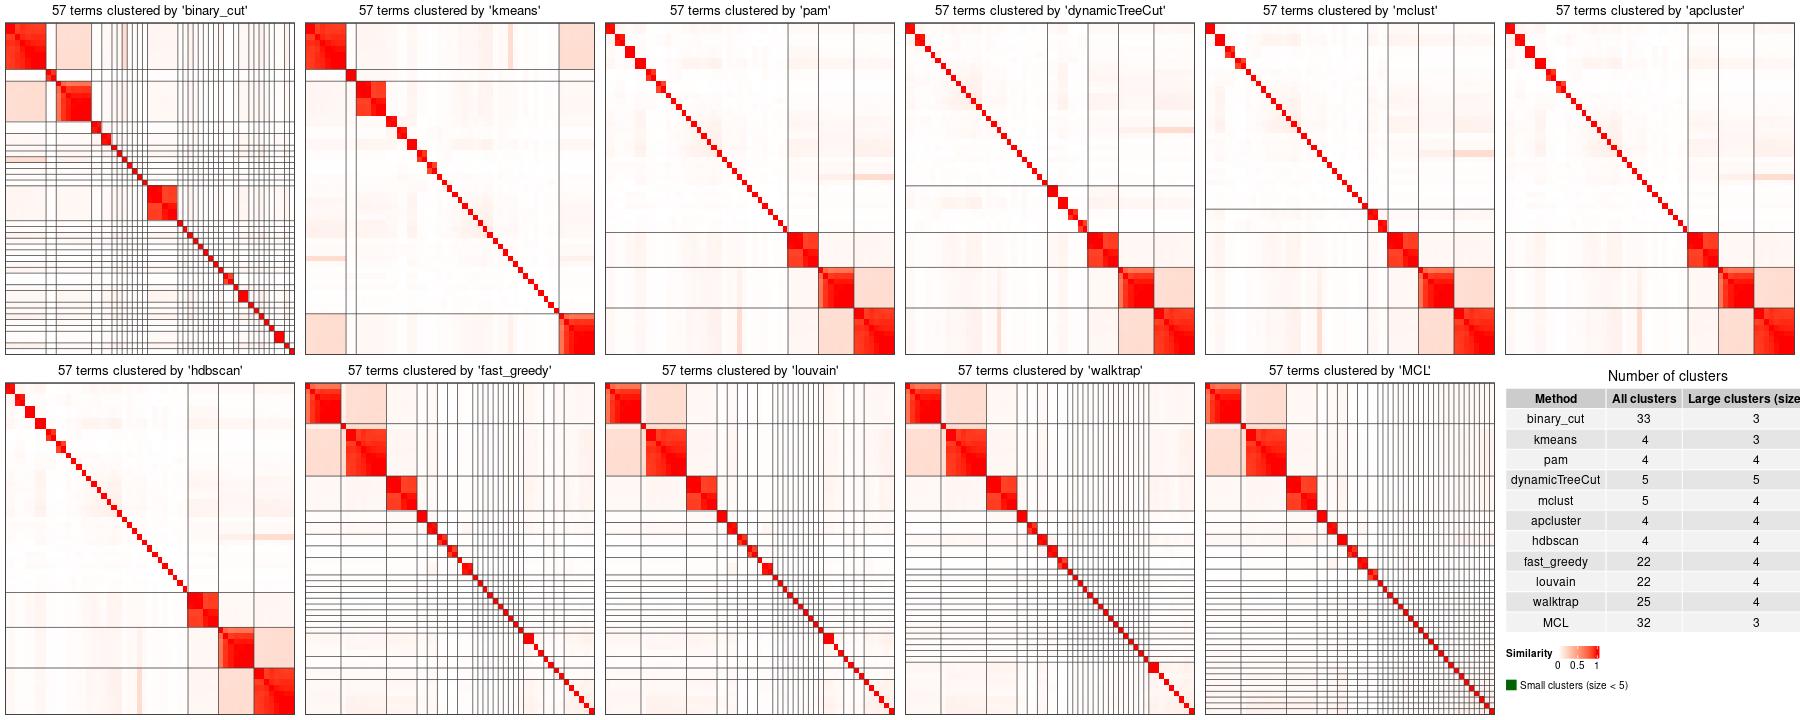 57 terms clustered by 'binary_cut'
57 terms clustered by 'kmeans'
57 terms clustered by 'pam'
57 terms clustered by 'dynamicTreeCut'
57 terms clustered by 'mclust'
57 terms clustered by 'apcluster'
57 terms clustered by 'hdbscan'
57 terms clustered by 'fast_greedy'
57 terms clustered by 'louvain'
57 terms clustered by 'walktrap'
57 terms clustered by 'MCL'
Number of clusters
Method All clusters Large clusters (size
binary_cut 33 3
kmeans 4 3
pam 4 4
dynamicTreeCut 5 5
mclust 5 4
apcluster 4 4
hdbscan 4 4
fast_greedy 22 4
louvain 22 4
walktrap 25 4
MCL 32 3
Similarity
0 0.5 1
Small clusters (size < 5)